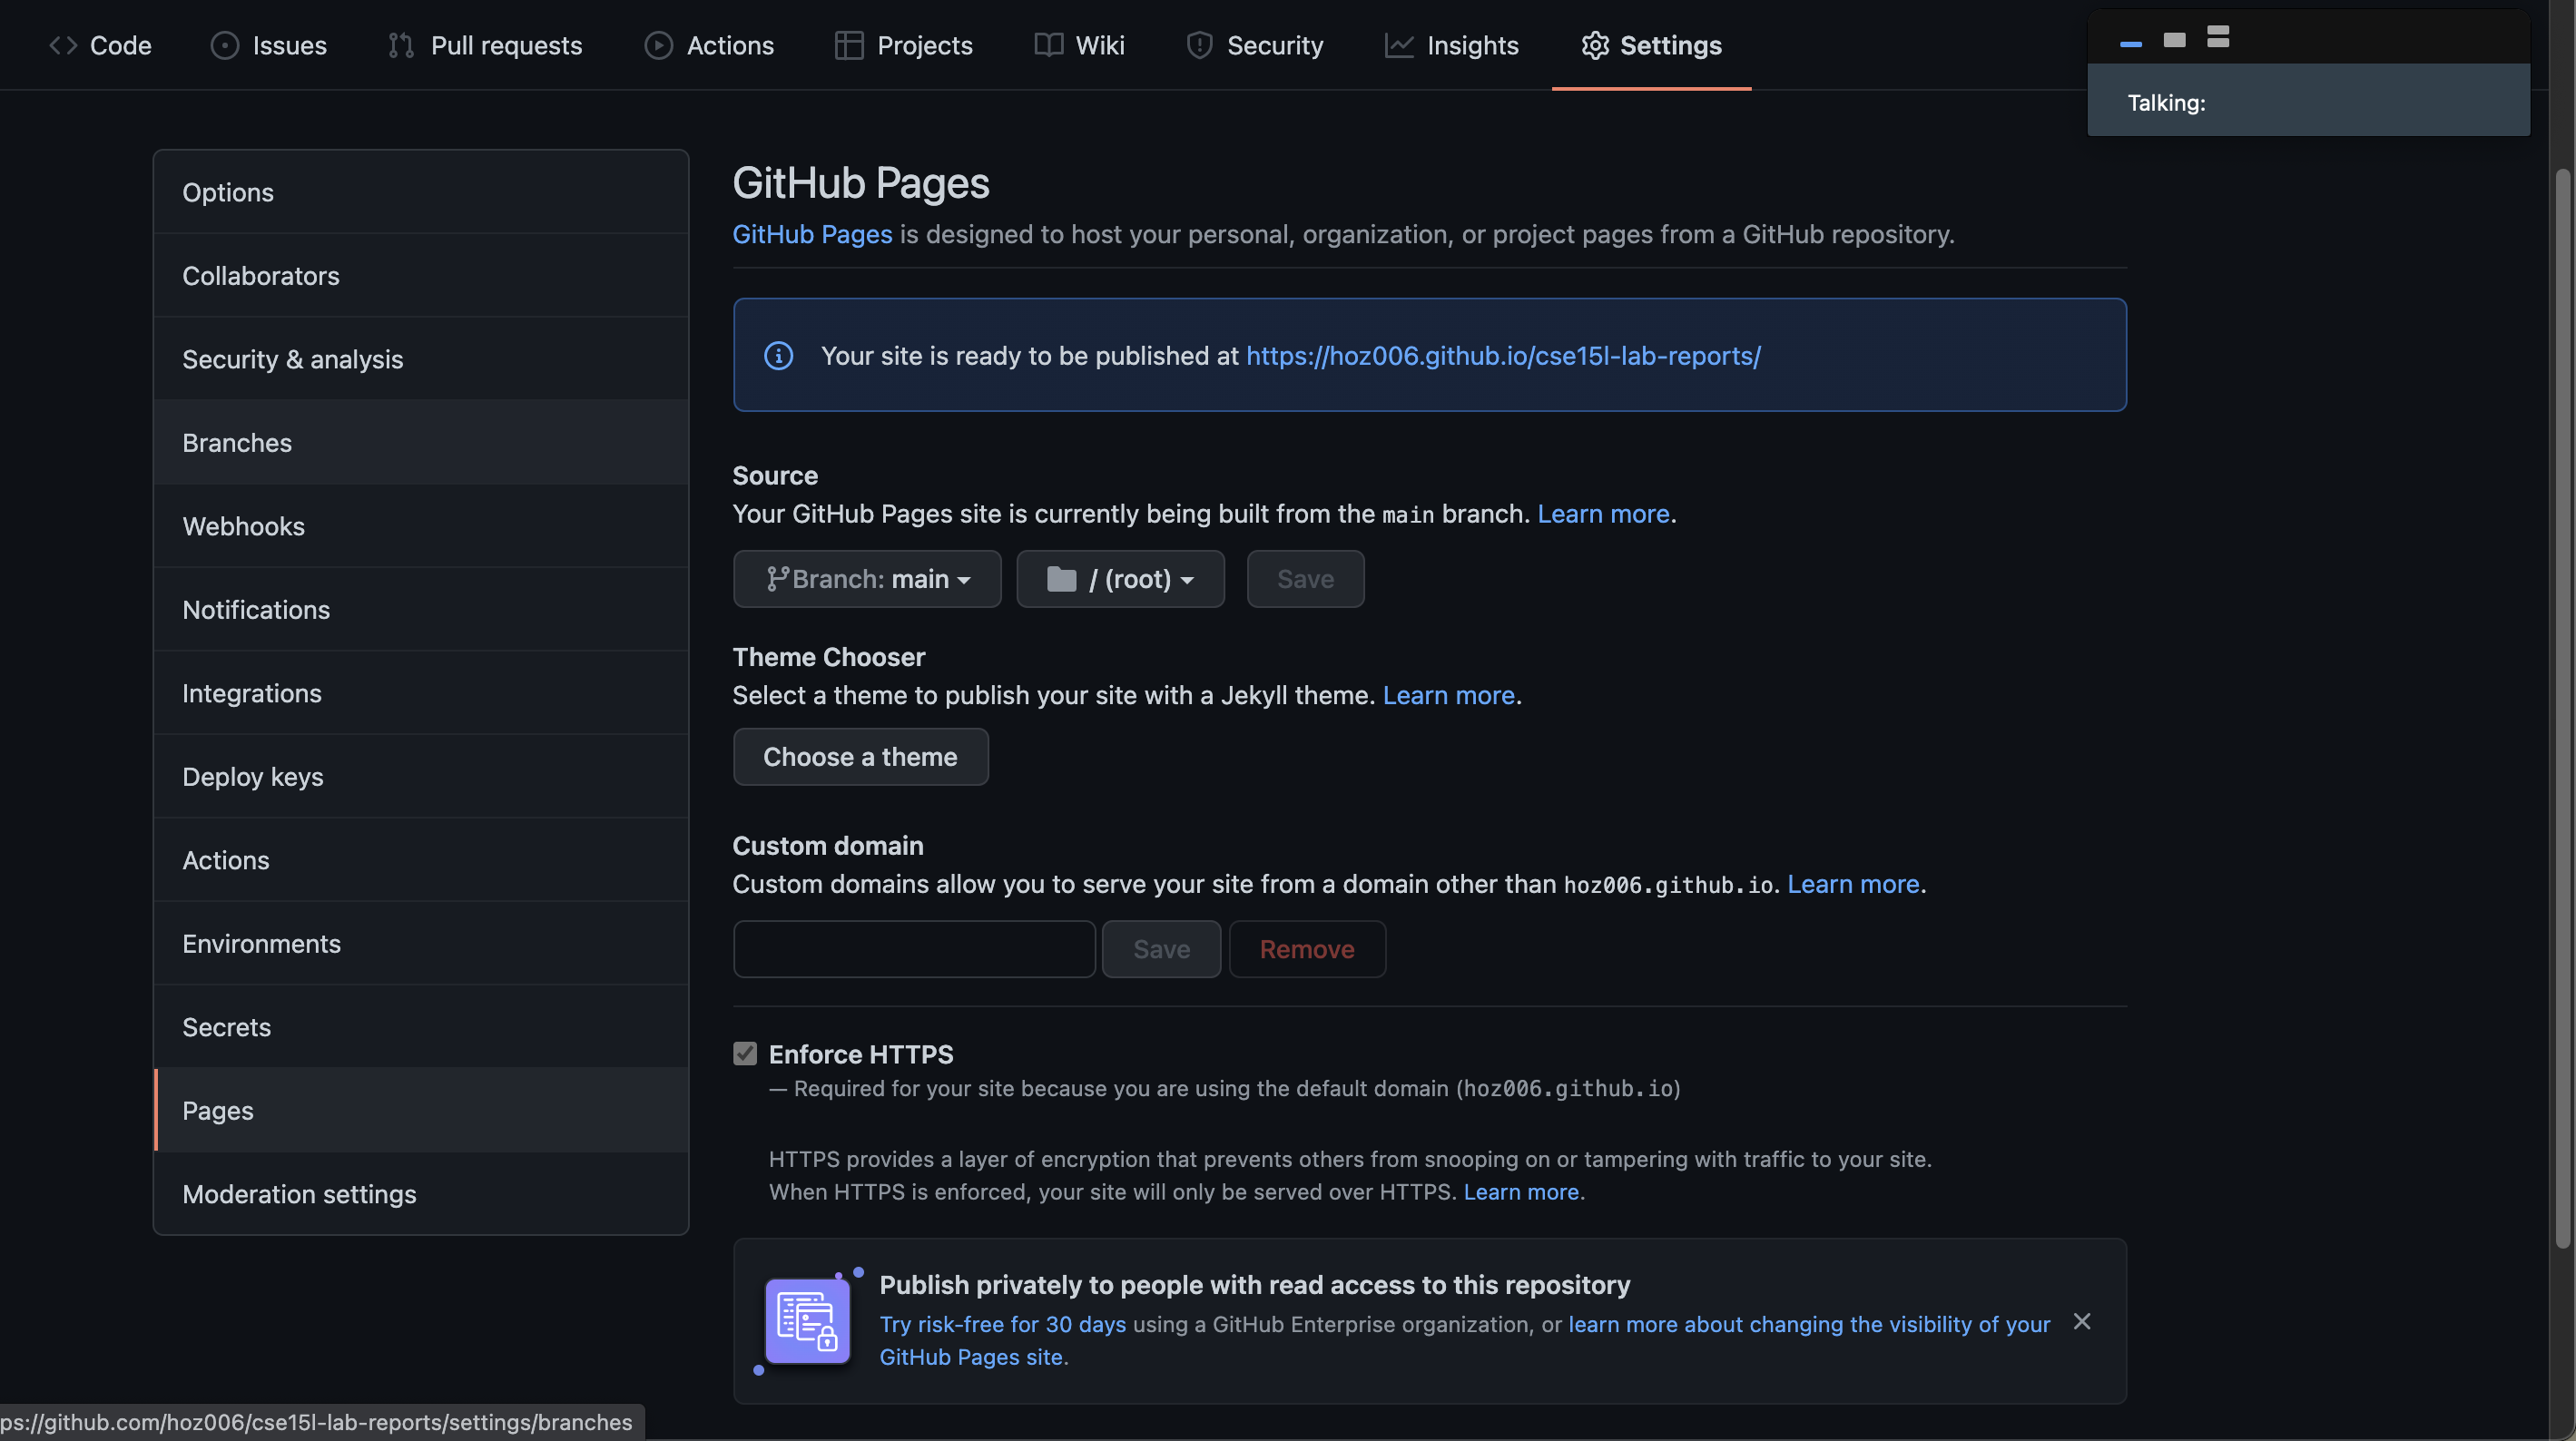 Code Issues Pull requests Actions Projects Wiki Security Insights Settings
Talking:
Options
Collaborators
Security & analysis
Branches
Webhooks
Notifications
Integrations
Deploy keys
Actions
Environments
Secrets
Pages
Moderation settings
GitHub Pages
GitHub Pages is designed to host your personal, organization, or project pages from a GitHub repository.
Your site is ready to be published at https://hoz006.github.io/cse15l-lab-reports/
Source
Your GitHub Pages site is currently being built from the main branch. Learn more.
Branch: main / (root) Save
Theme Chooser
Select a theme to publish your site with a Jekyll theme. Learn more.
Choose a theme
Custom domain
Custom domains allow you to serve your site from a domain other than hoz006.github.io. Learn more.
Save Remove
Enforce HTTPS
— Required for your site because you are using the default domain (hoz006.github.io)
HTTPS provides a layer of encryption that prevents others from snooping on or tampering with traffic to your site.
When HTTPS is enforced, your site will only be served over HTTPS. Learn more.
Publish privately to people with read access to this repository
Try risk-free for 30 days using a GitHub Enterprise organization, or learn more about changing the visibility of your
GitHub Pages site.
ps://github.com/hoz006/cse15l-lab-reports/settings/branches